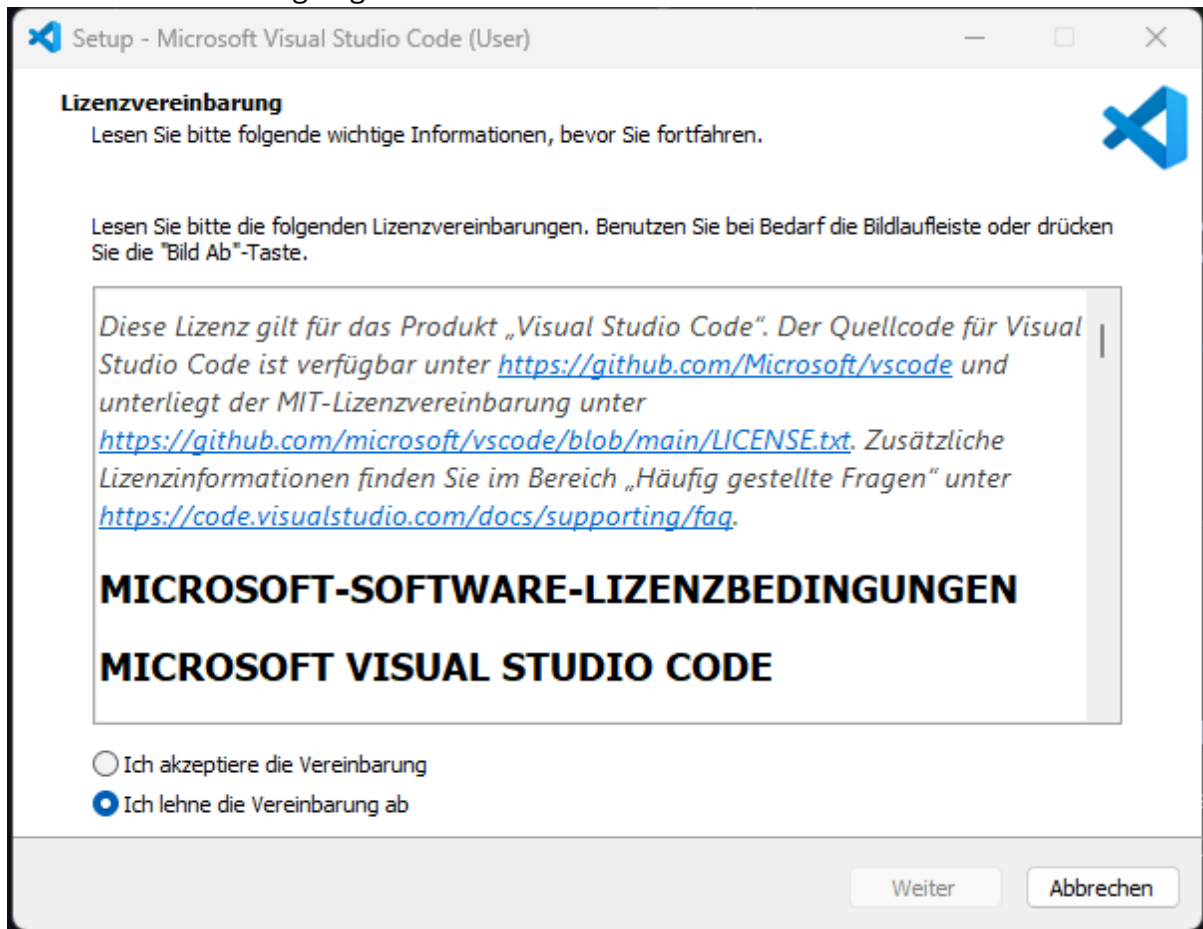 Setup - Microsoft Visual Studio Code (User)
Lizenzvereinbarung
Lesen Sie bitte folgende wichtige Informationen, bevor Sie fortfahren.
Lesen Sie bitte die folgenden Lizenzvereinbarungen. Benutzen Sie bei Bedarf die Bildlaufleiste oder drücken
Sie die "Bild Ab"-Taste.
Diese Lizenz gilt für das Produkt „Visual Studio Code“. Der Quellcode für Visual
Studio Code ist verfügbar unter https://github.com/Microsoft/vscode und
unterliegt der MIT-Lizenzvereinbarung unter
https://github.com/microsoft/vscode/blob/main/LICENSE.txt. Zusätzliche
Lizenzinformationen finden Sie im Bereich „Häufig gestellte Fragen“ unter
https://code.visualstudio.com/docs/supporting/faq.
MICROSOFT-SOFTWARE-LIZENZBEDINGUNGEN
MICROSOFT VISUAL STUDIO CODE
Ich akzeptiere die Vereinbarung
Ich lehne die Vereinbarung ab
Weiter
Abbrechen